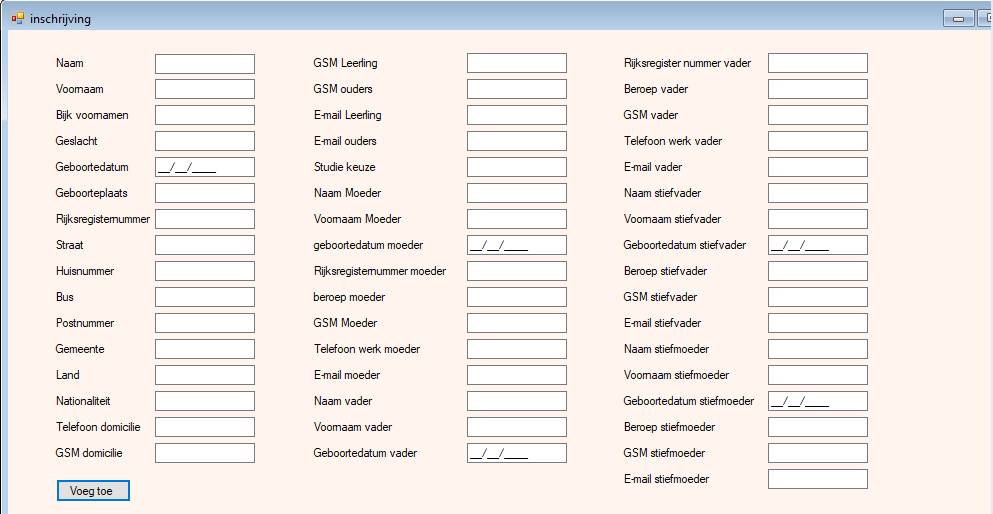 inschrijving
Naam
Voornaam
Bijk voornamen
Geslacht
Geboortedatum __/__/____
Geboorteplaats
Rijksregisternummer
Straat
Huisnummer
Bus
Postnummer
Gemeente
Land
Nationaliteit
Telefoon domicilie
GSM domicilie
Voeg toe
GSM Leerling
GSM ouders
E-mail Leerling
E-mail ouders
Studie keuze
Naam Moeder
Voornaam Moeder
geboortedatum moeder __/__/____
Rijksregisternummer moeder
beroep moeder
GSM Moeder
Telefoon werk moeder
E-mail moeder
Naam vader
Voornaam vader
Geboortedatum vader __/__/____
Rijksregister nummer vader
Beroep vader
GSM vader
Telefoon werk vader
E-mail vader
Naam stiefvader
Voornaam stiefvader
Geboortedatum stiefvader __/__/____
Beroep stiefvader
GSM stiefvader
E-mail stiefvader
Naam stiefmoeder
Voornaam stiefmoeder
Geboortedatum stiefmoeder __/__/____
Beroep stiefmoeder
GSM stiefmoeder
E-mail stiefmoeder